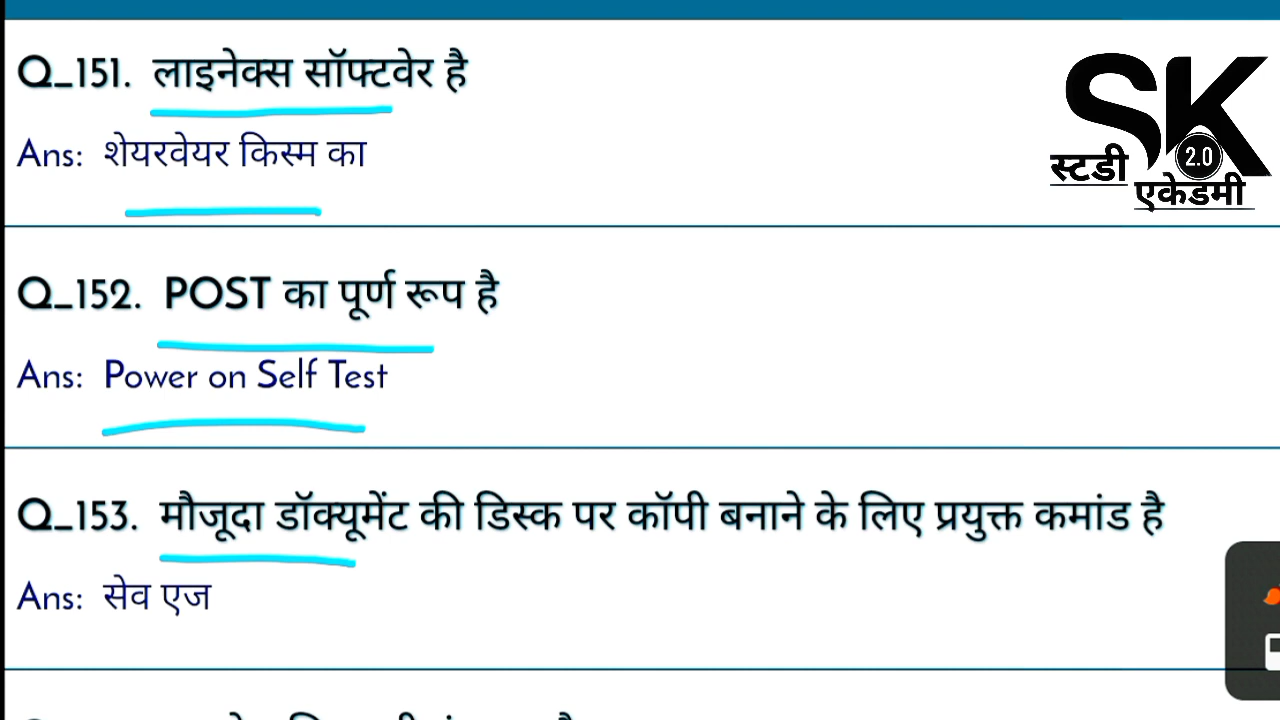 Q_151. लाइनेक्स सॉफ्टवेर है
Ans: शेयरवेयर किस्म का
SK
2.0
स्टडी
एकेडमी
Q_152. POST का पूर्ण रूप है
Ans: Power on Self Test
Q_153. मौजूदा डॉक्यूमेंट की डिस्क पर कॉपी बनाने के लिए प्रयुक्त कमांड है
Ans: सेव एज